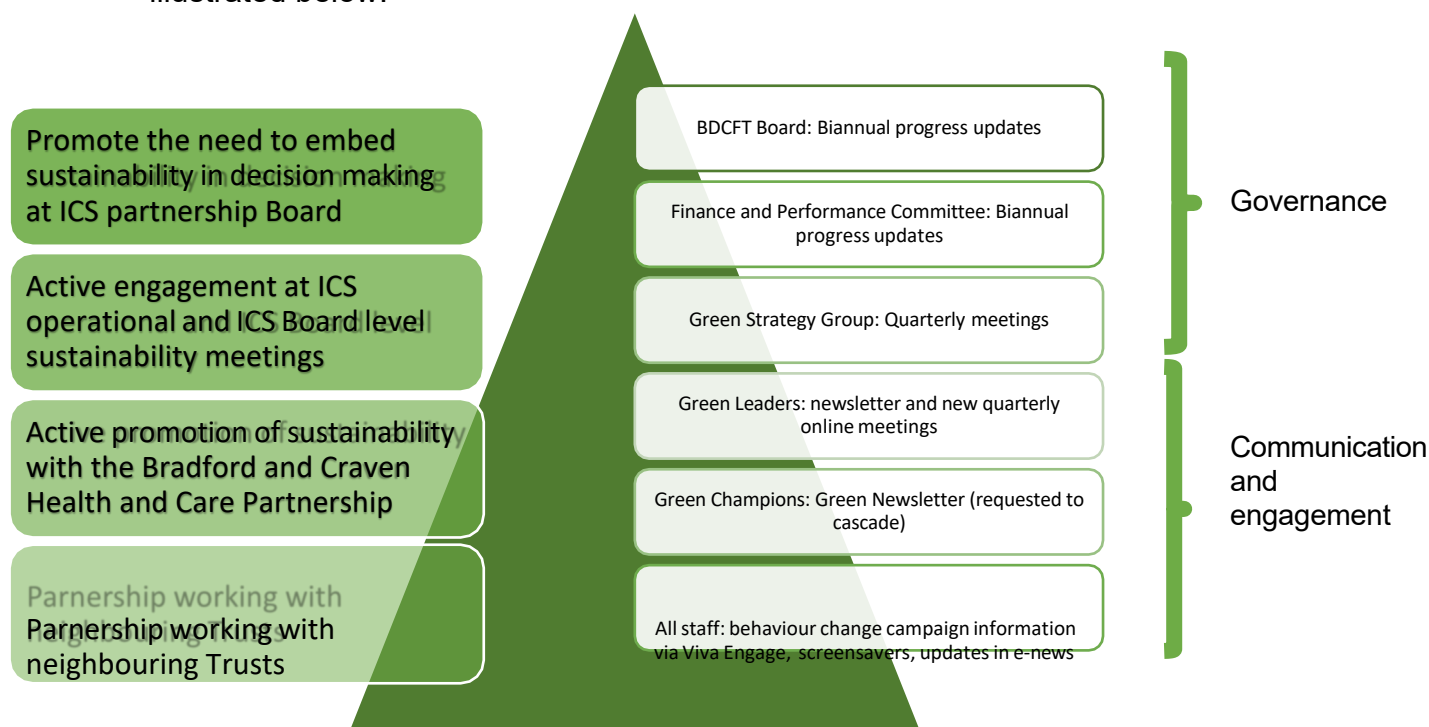 illustrated below:
Promote the need to embed
sustainability in decision making
at ICS partnership Board
Active engagement at ICS
operational and ICS Board level
sustainability meetings
Active promotion of sustainability
with the Bradford and Craven
Health and Care Partnership
Parnership working with
neighbouring Trusts
BDCFT Board: Biannual progress updates
Finance and Performance Committee: Biannual
progress updates
Green Strategy Group: Quarterly meetings
Green Leaders: newsletter and new quarterly
online meetings
Green Champions: Green Newsletter (requested to
cascade)
All staff: behaviour change campaign information
via Viva Engage, screensavers, updates in e-news
Governance
Communication
and
engagement